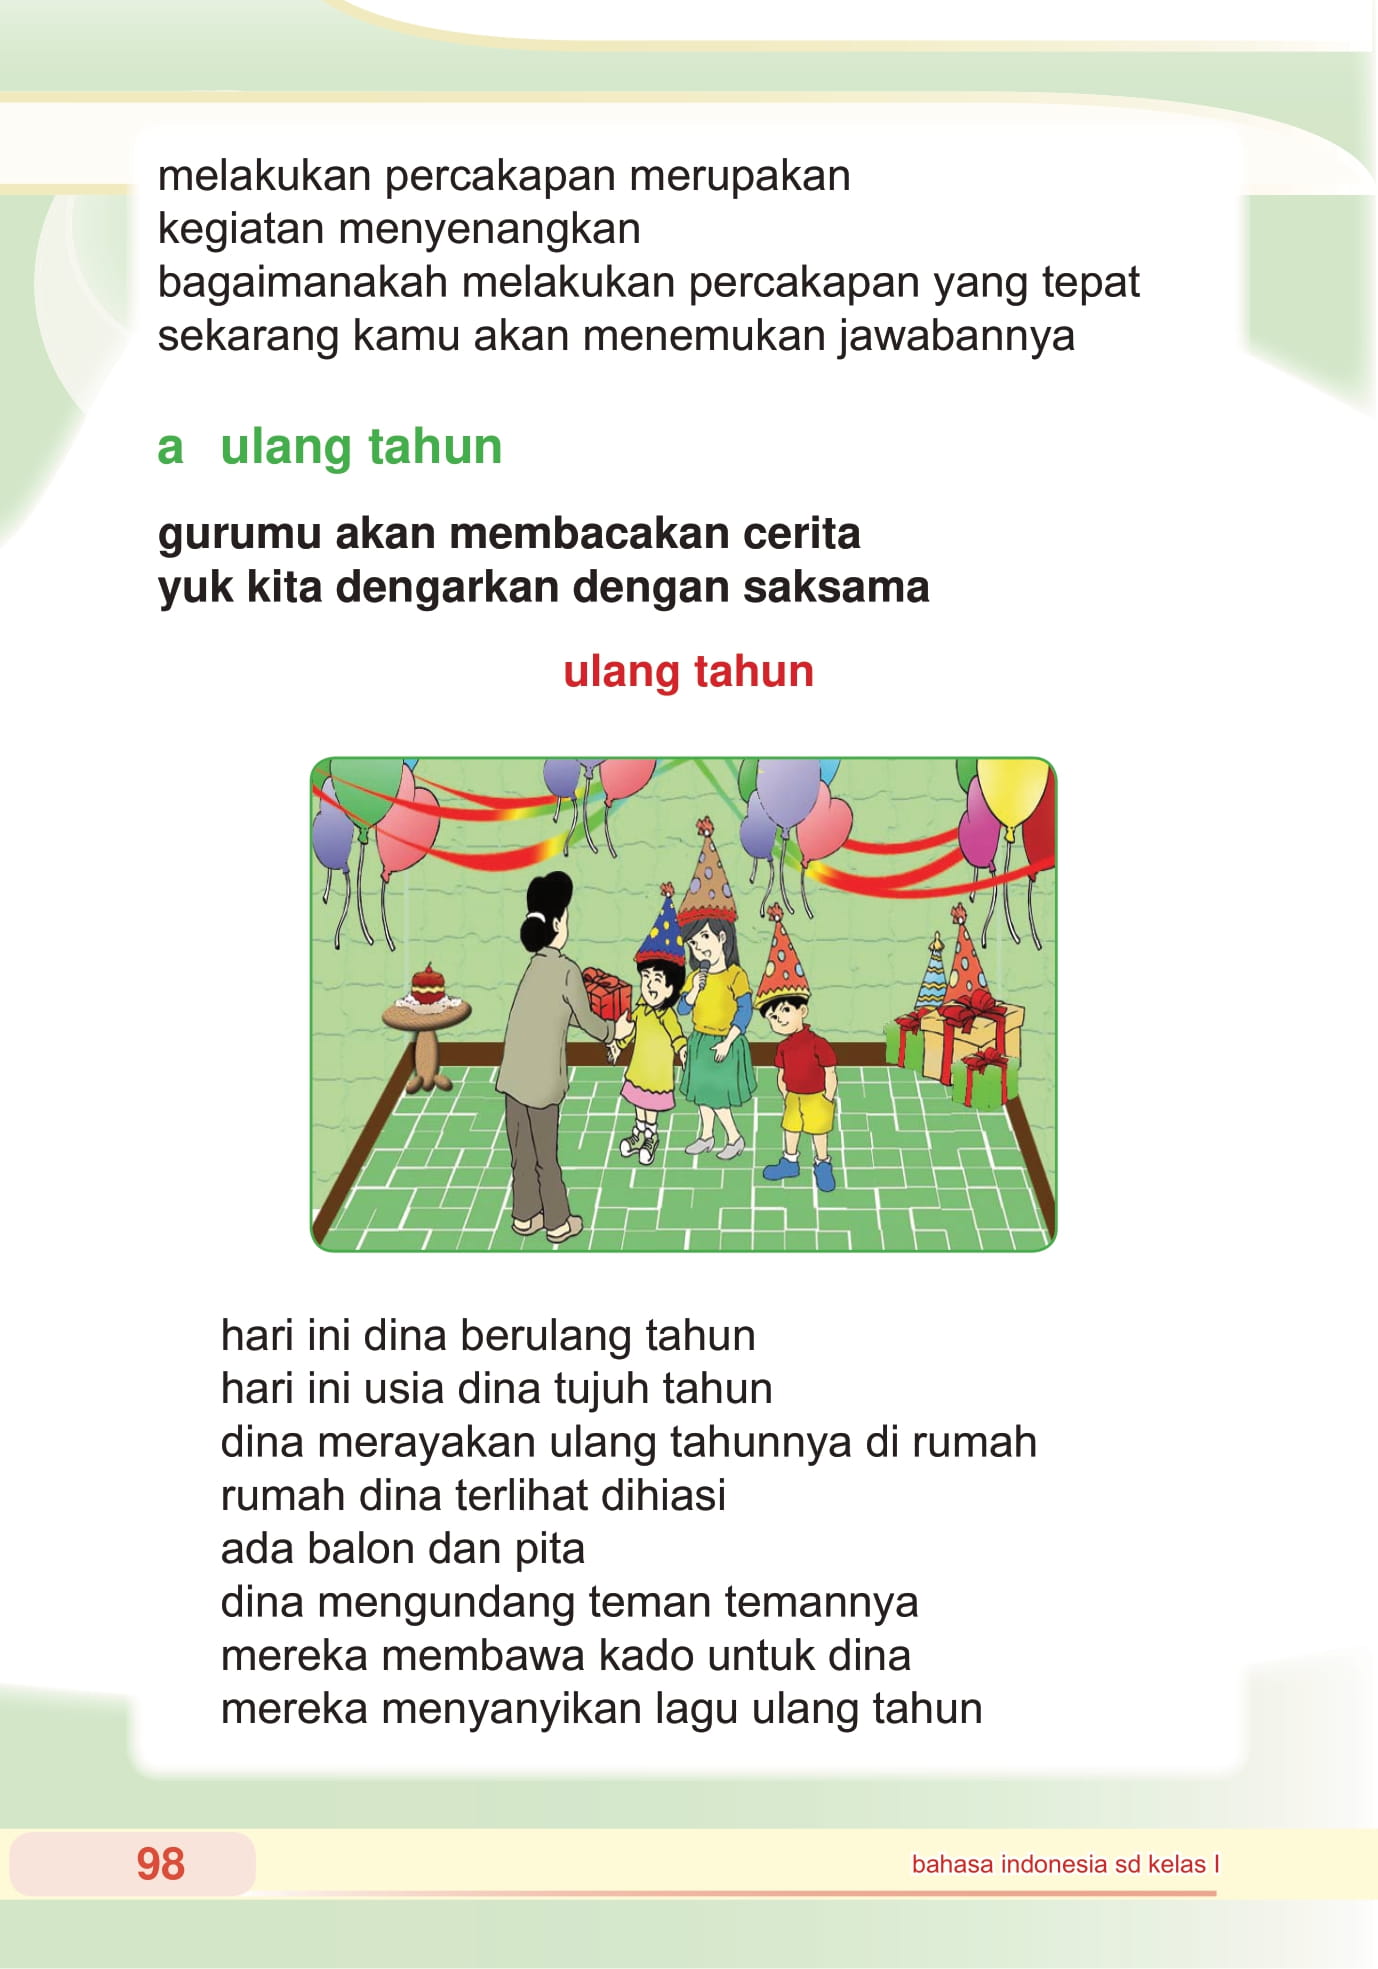 melakukan percakapan merupakan
kegiatan menyenangkan
bagaimanakah melakukan percakapan yang tepat
sekarang kamu akan menemukan jawabannya
a ulang tahun
gurumu akan membacakan cerita
yuk kita dengarkan dengan saksama
ulang tahun
hari ini dina berulang tahun
hari ini usia dina tujuh tahun
dina merayakan ulang tahunnya di rumah
rumah dina terlihat dihiasi
ada balon dan pita
dina mengundang teman temannya
mereka membawa kado untuk dina
mereka menyanyikan lagu ulang tahun
98
bahasa indonesia sd kelas I